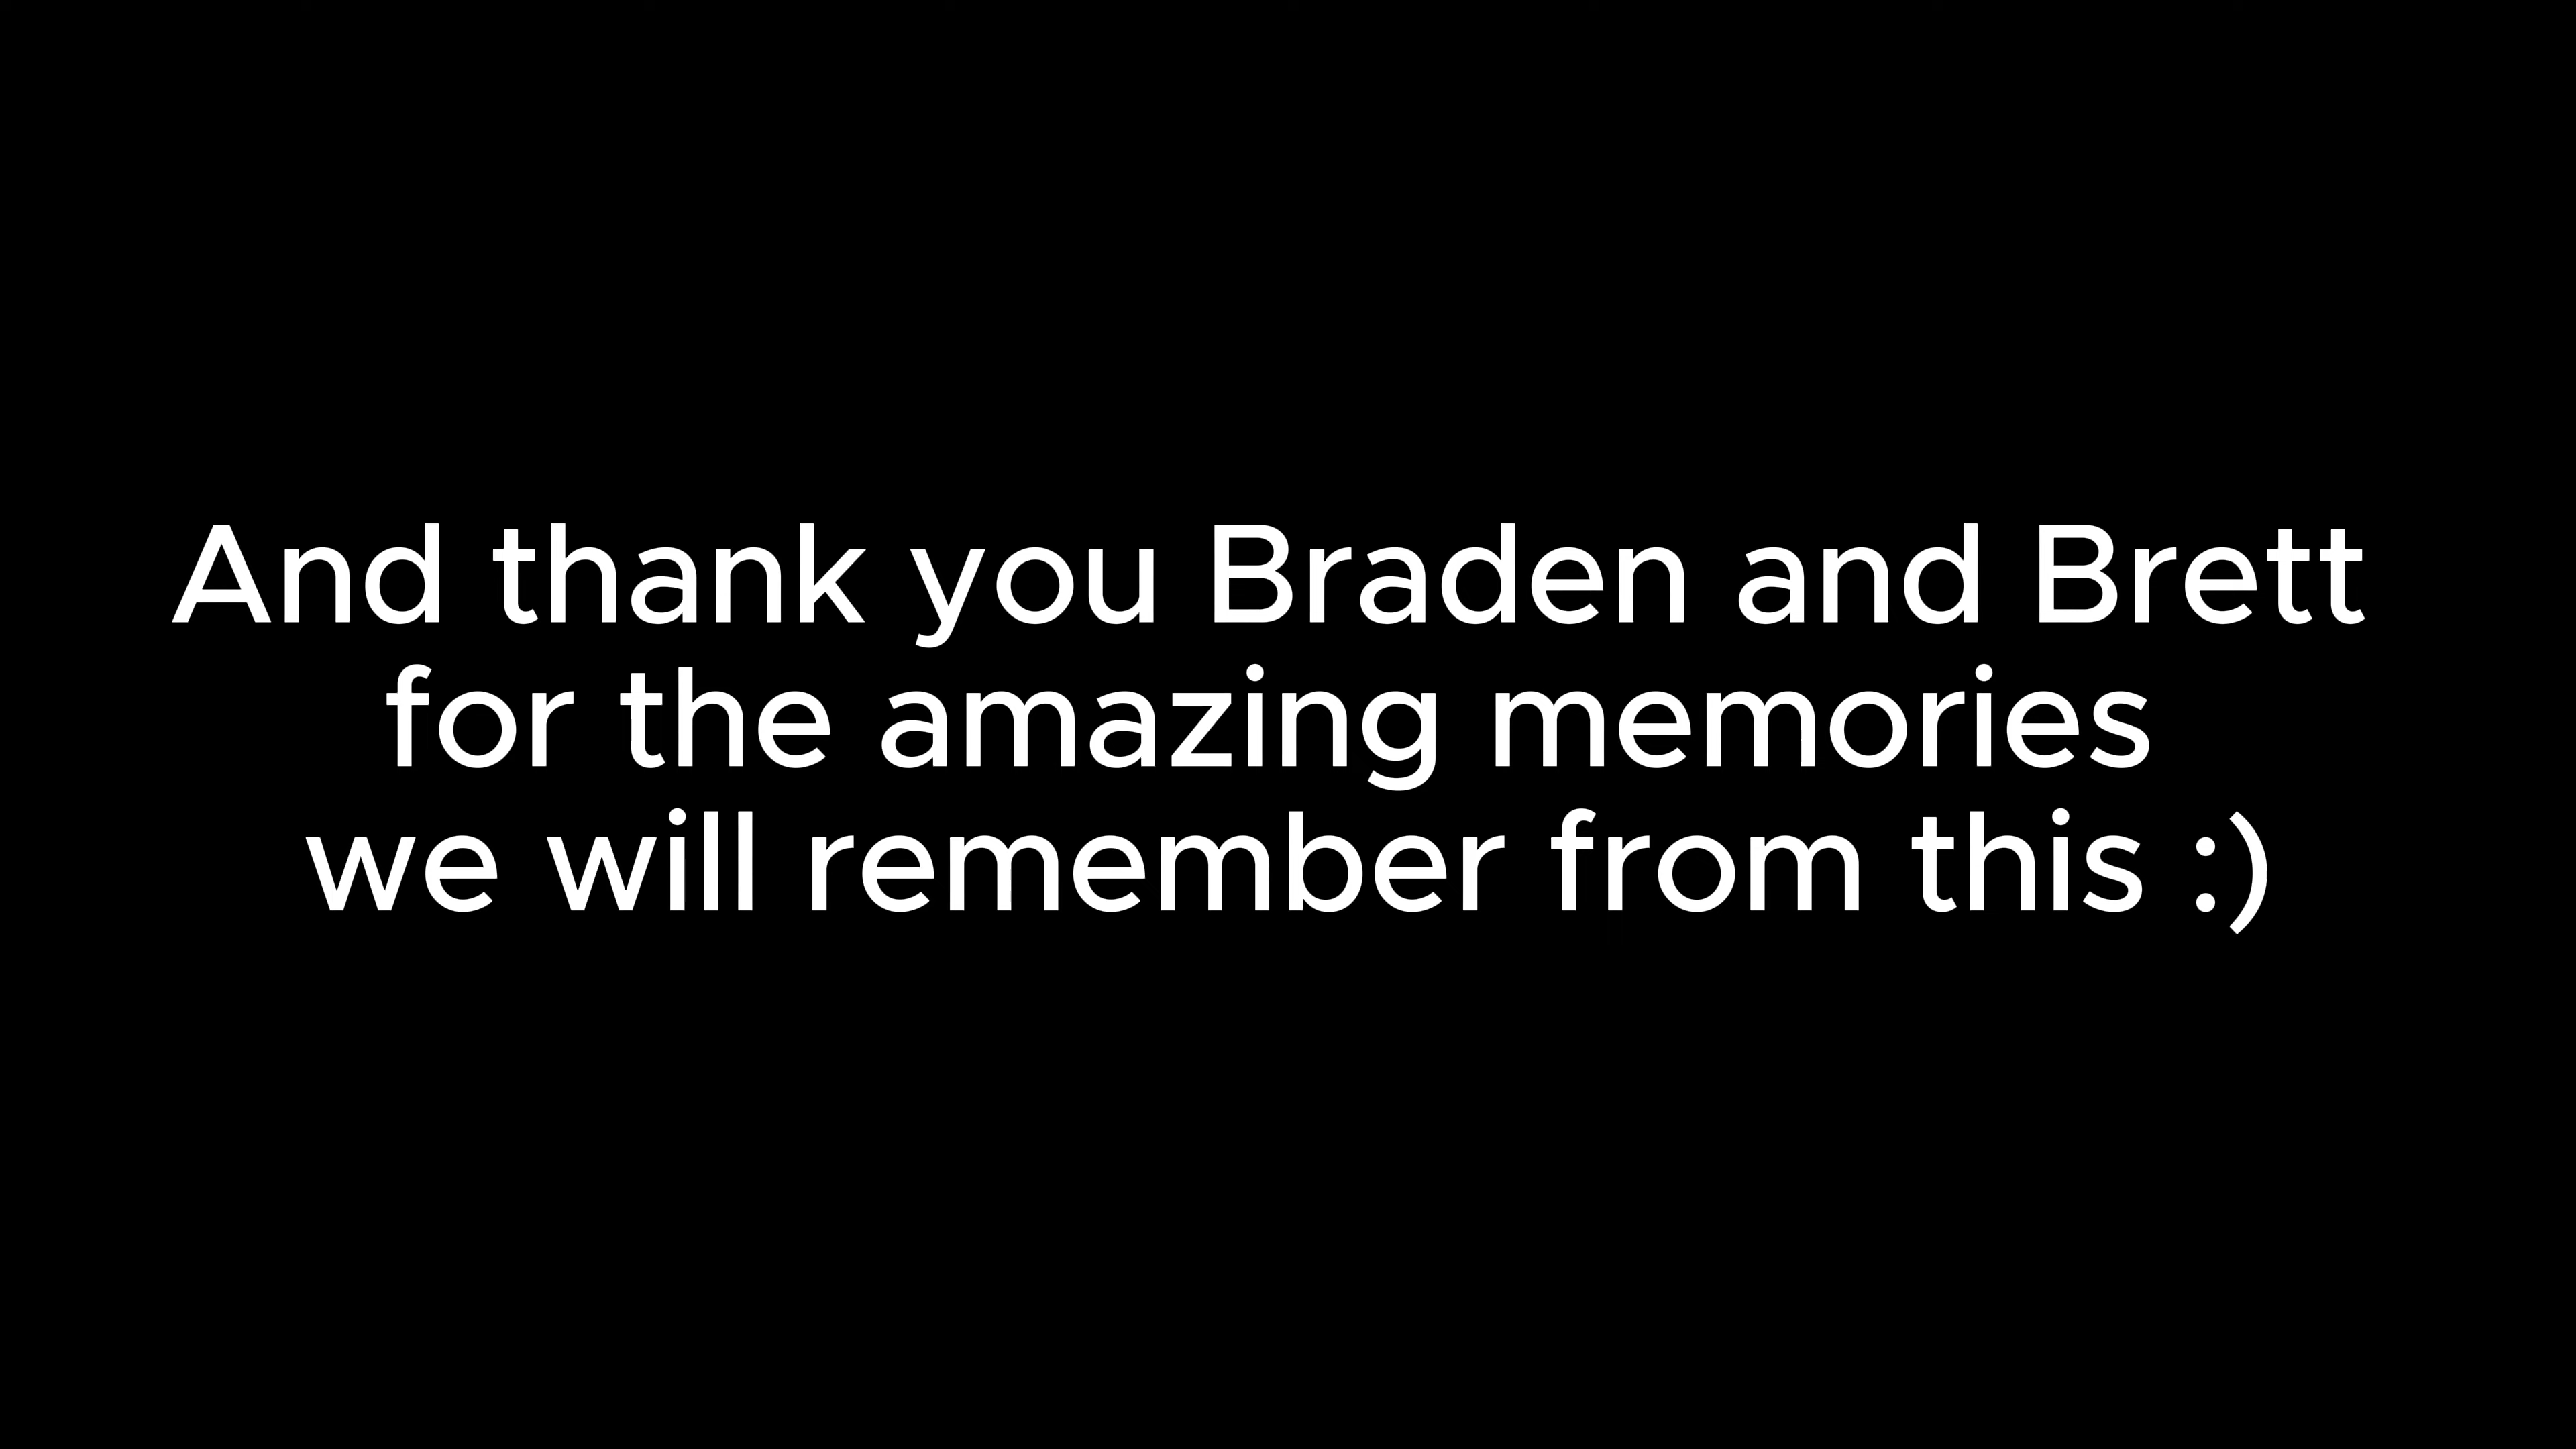 And thank you Braden and Brett
for the amazing memories
we will remember from this :)